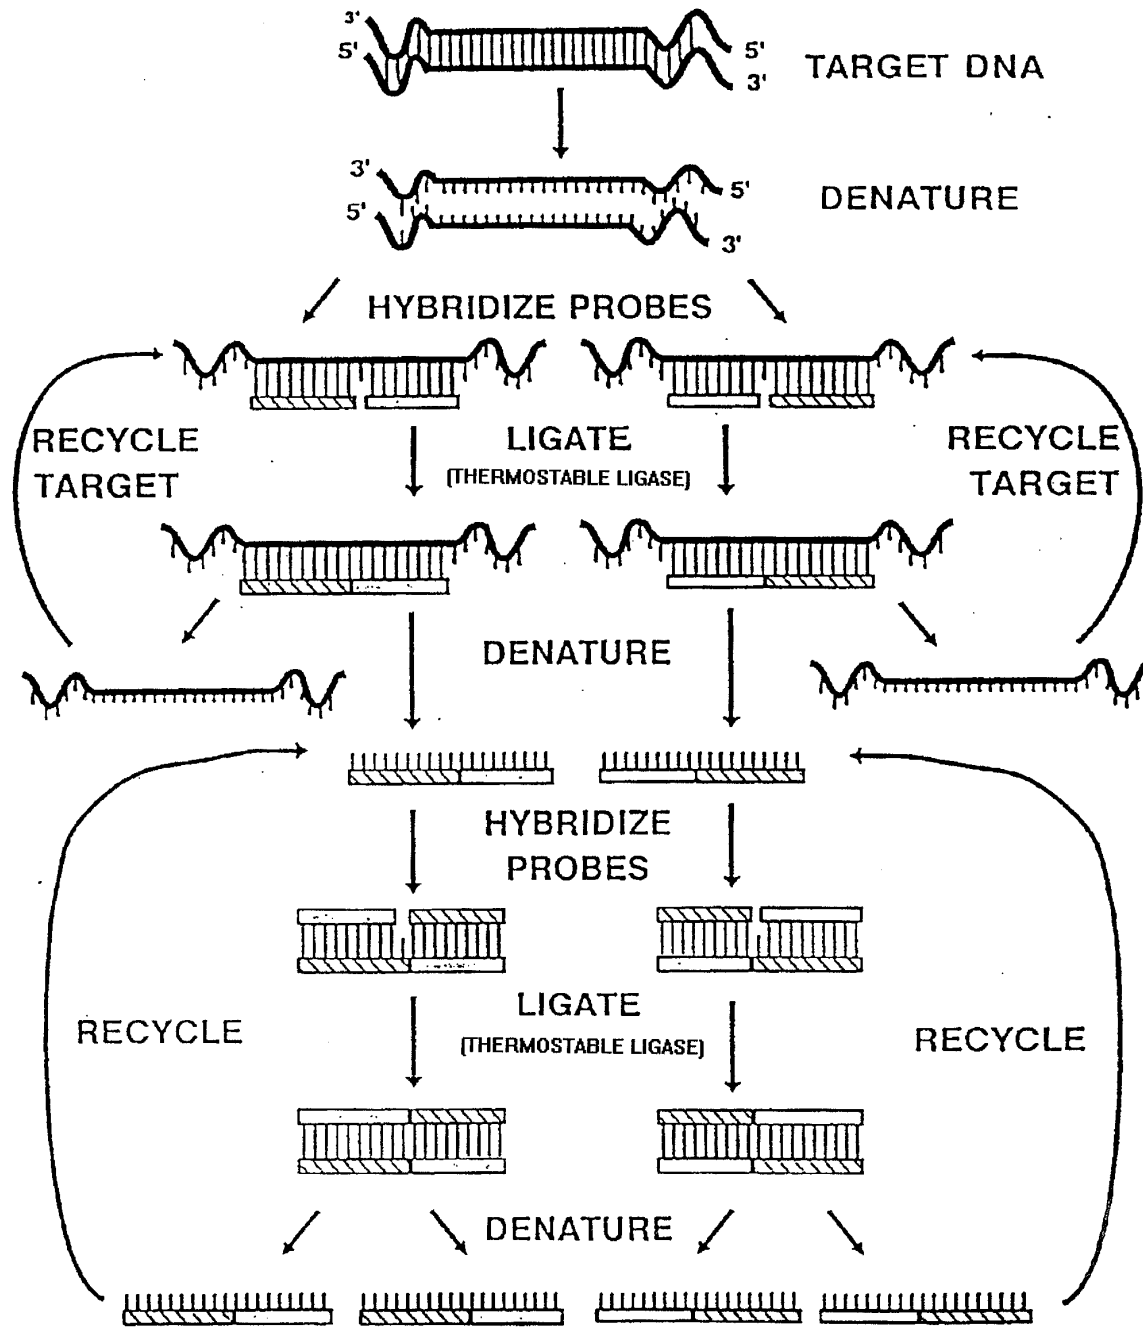 3'
5'
5'
3'
TARGET DNA
3'
5'
5'
3'
DENATURE
HYBRIDIZE PROBES
RECYCLE
TARGET
LIGATE
(THERMOSTABLE LIGASE)
RECYCLE
TARGET
DENATURE
HYBRIDIZE
PROBES
LIGATE
(THERMOSTABLE LIGASE)
RECYCLE
RECYCLE
DENATURE